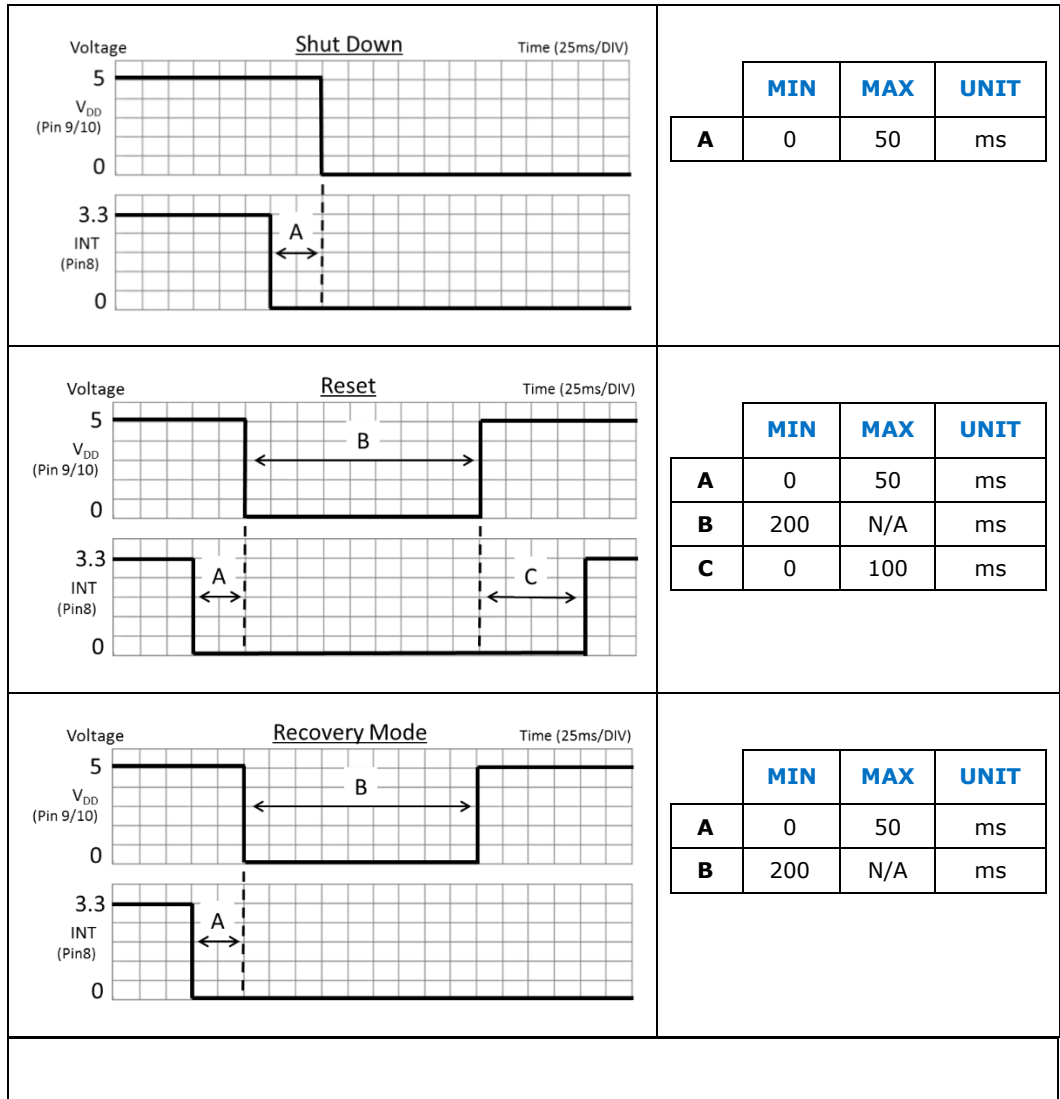 Voltage Shut Down Time (25ms/DIV)
5
VDD
(Pin 9/10)
0
3.3
INT
(Pin8)
0
A
MIN MAX UNIT
A 0 50 ms
Voltage Reset Time (25ms/DIV)
5
VDD
(Pin 9/10)
0
B
3.3
INT
(Pin8)
0
A C
MIN MAX UNIT
A 0 50 ms
B 200 N/A ms
C 0 100 ms
Voltage Recovery Mode Time (25ms/DIV)
5
VDD
(Pin 9/10)
0
B
3.3
INT
(Pin8)
0
A
MIN MAX UNIT
A 0 50 ms
B 200 N/A ms